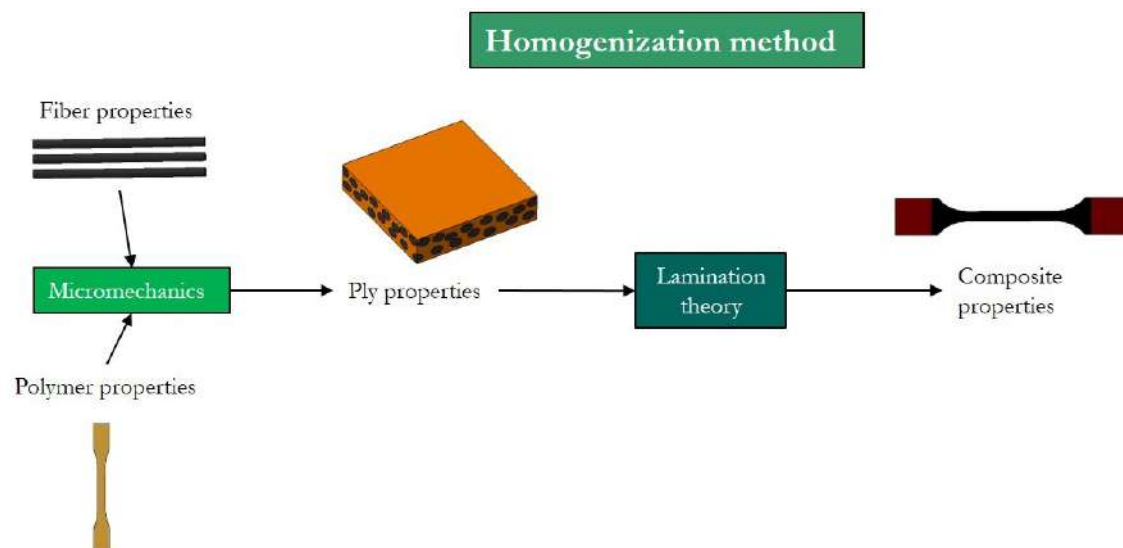 Homogenization method
Fiber properties
Micromechanics
Ply properties
Lamination
theory
Composite
properties
Polymer properties